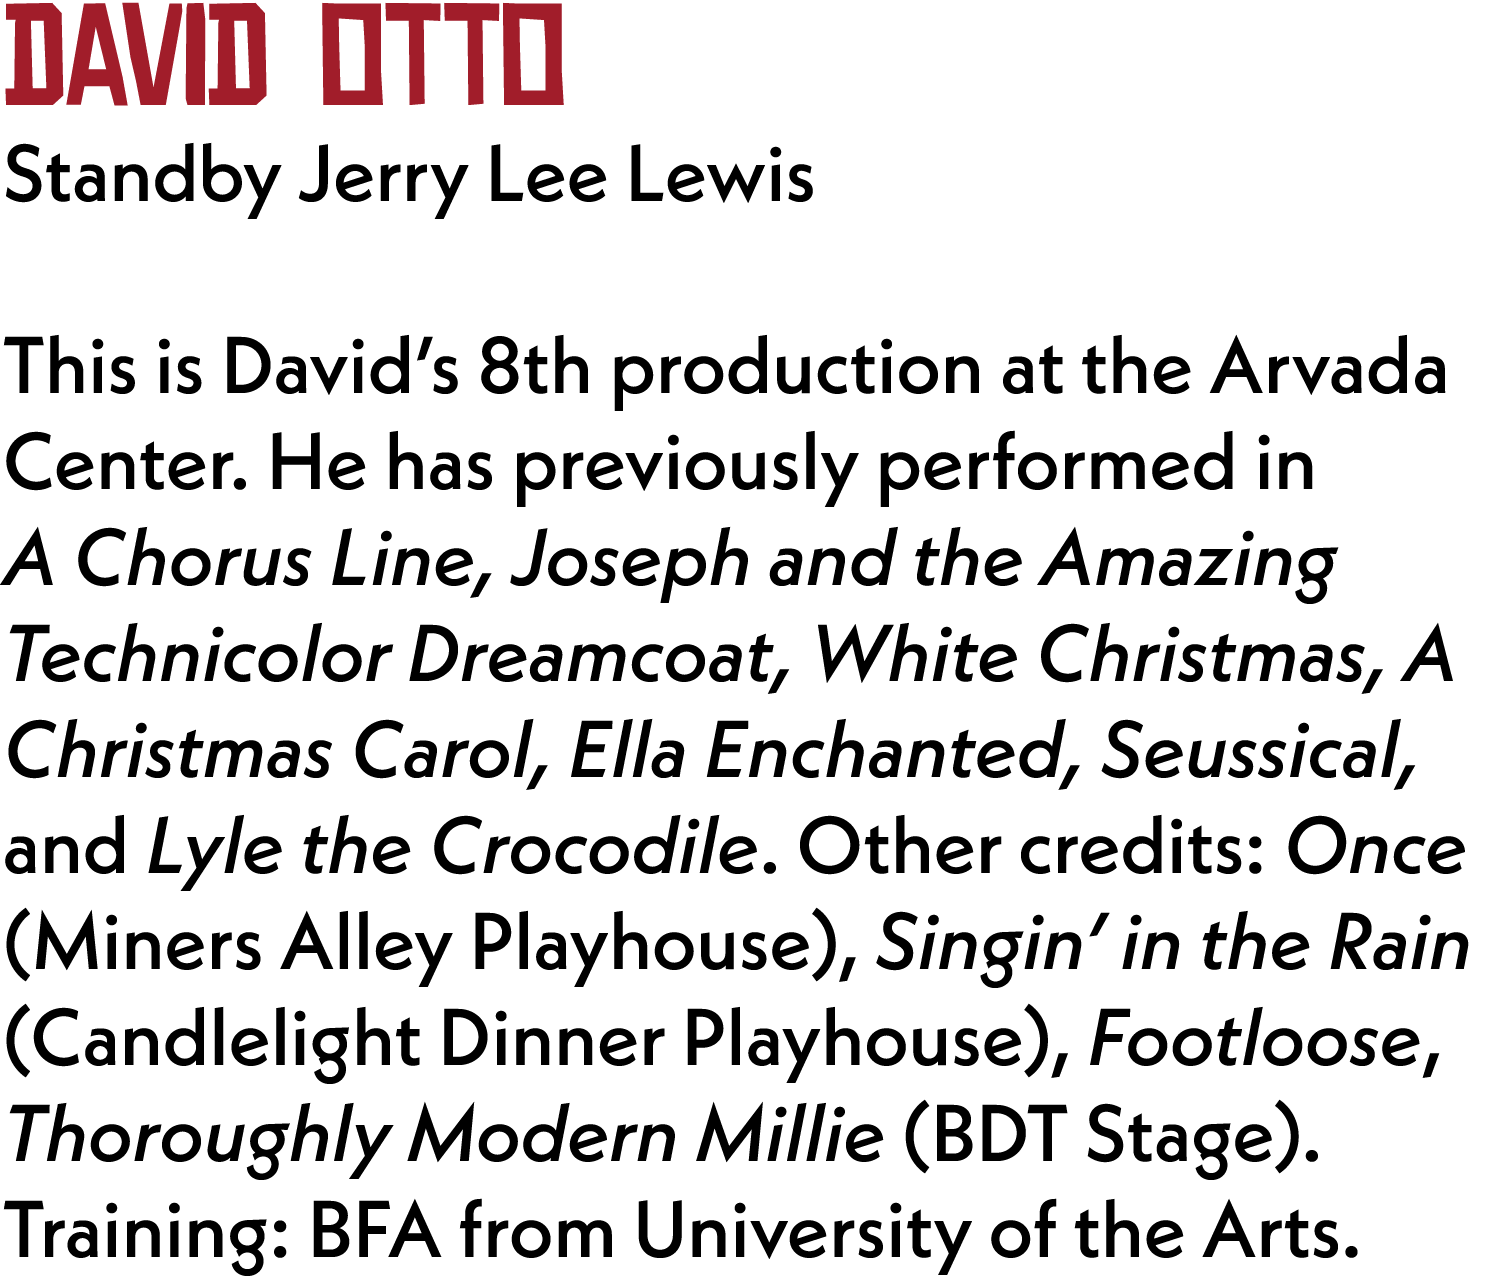 DAVID OTTO
Standby Jerry Lee Lewis
This is David’s 8th production at the Arvada
Center. He has previously performed in
A Chorus Line, Joseph and the Amazing
Technicolor Dreamcoat, White Christmas, A
Christmas Carol, Ella Enchanted, Seussical,
and Lyle the Crocodile. Other credits: Once
(Miners Alley Playhouse), Singin’ in the Rain
(Candlelight Dinner Playhouse), Footloose,
Thoroughly Modern Millie (BDT Stage).
Training: BFA from University of the Arts.